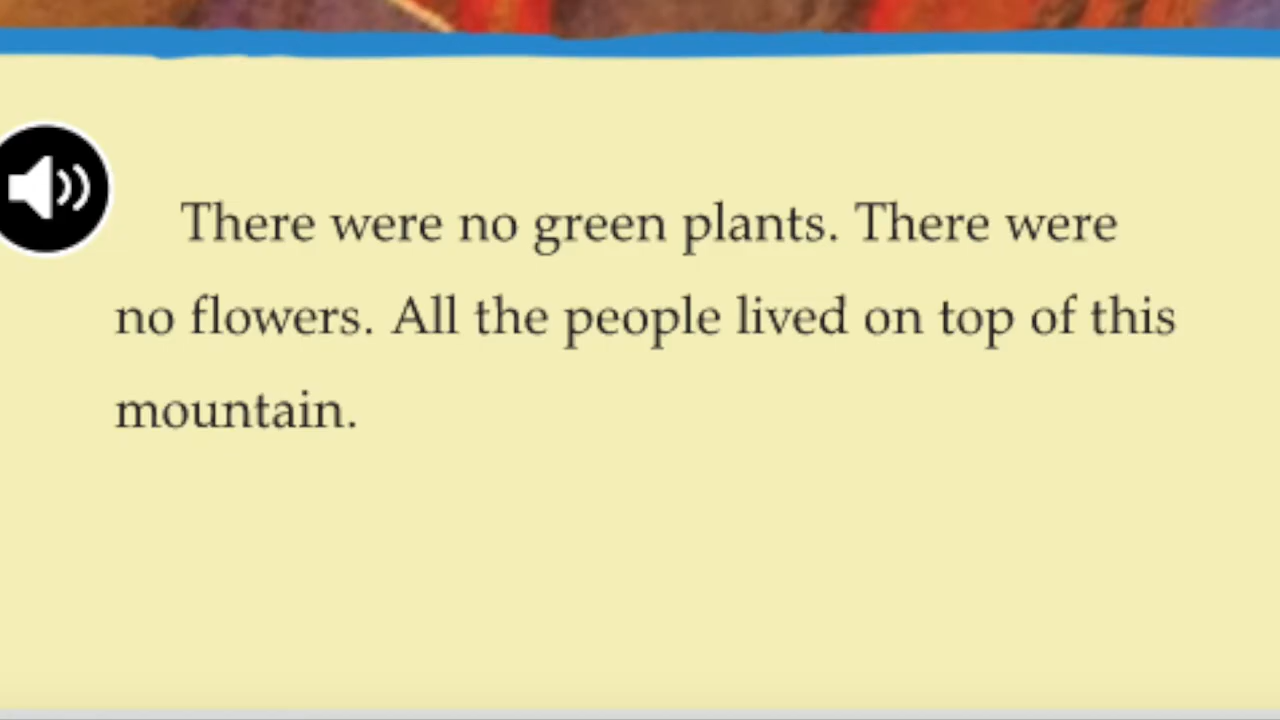 There were no green plants. There were
no flowers. All the people lived on top of this
mountain.